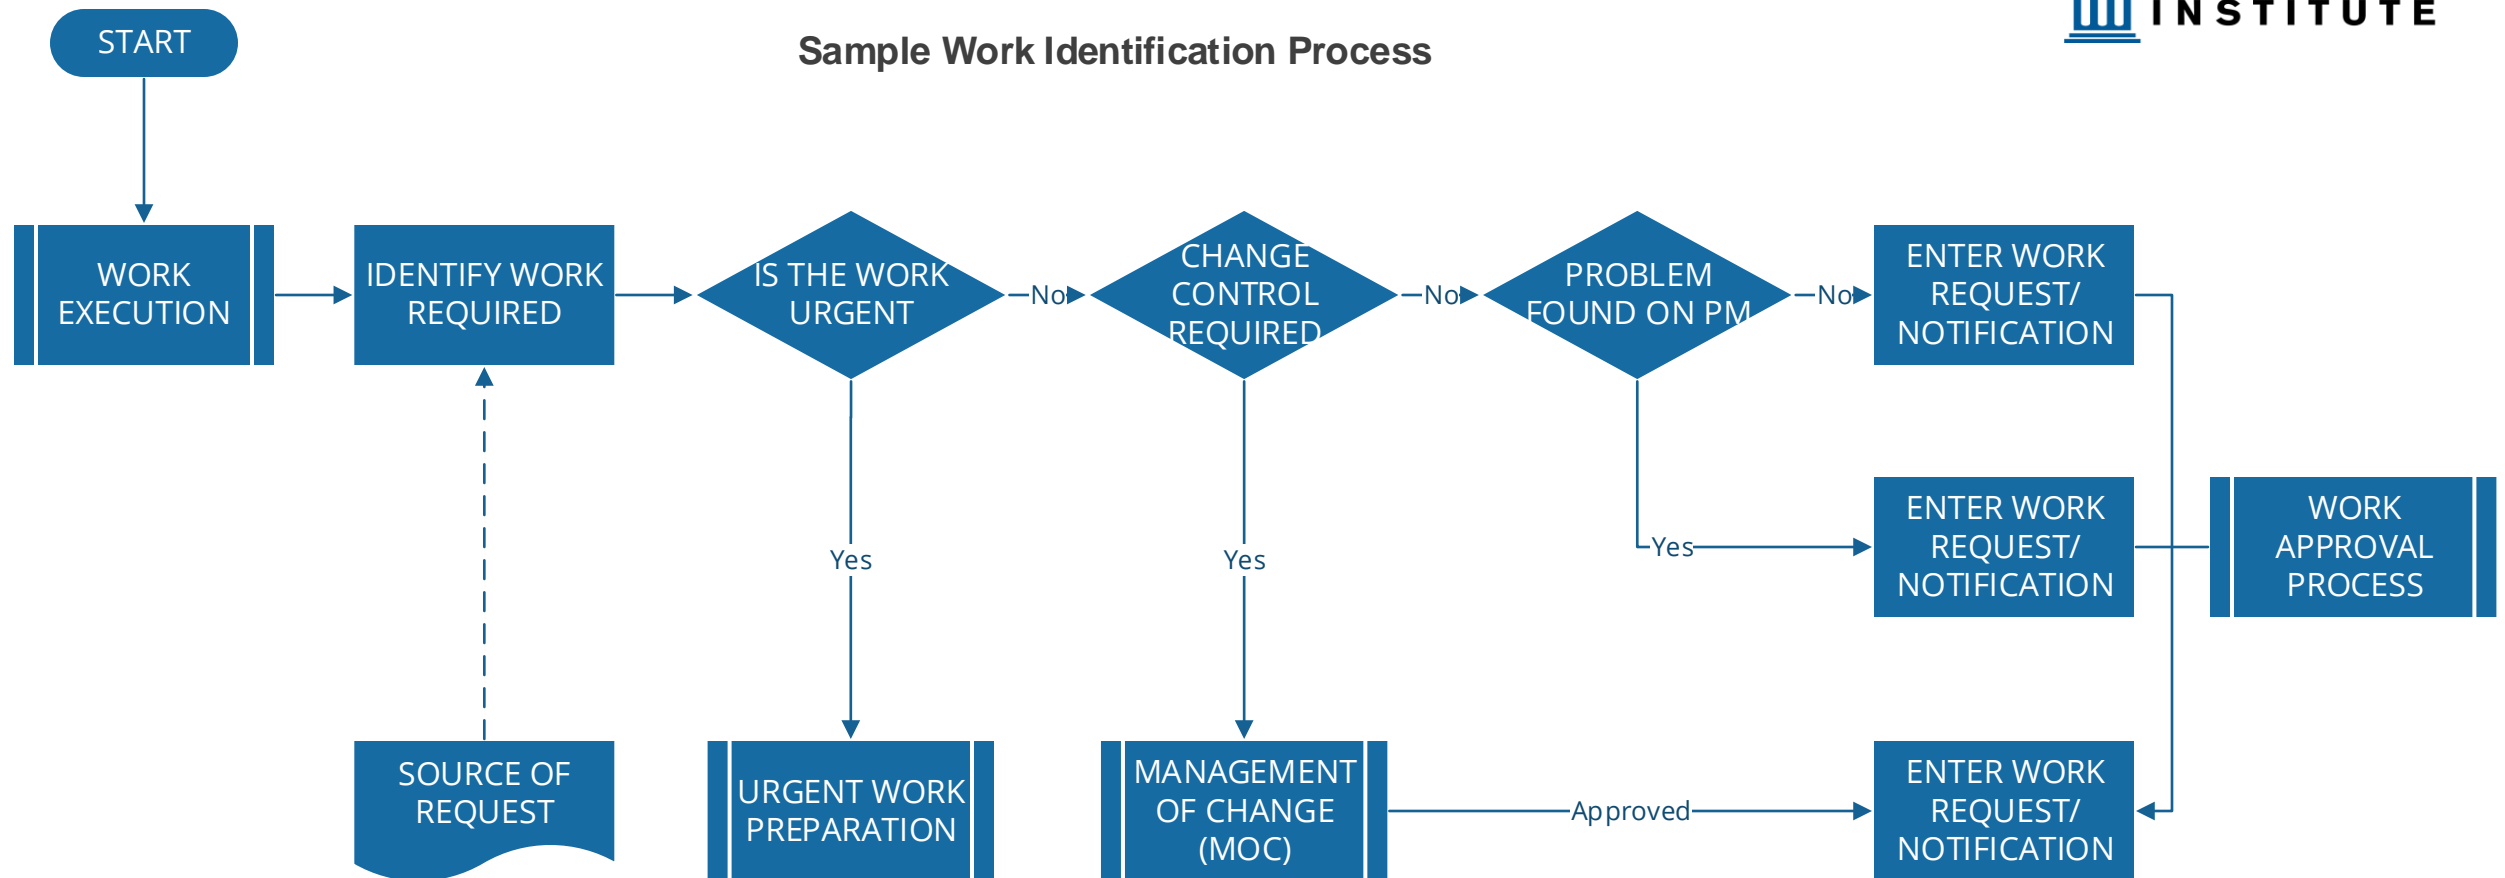 START
Sample Work Identification Process
INSTITUTE
WORK
EXECUTION
IDENTIFY WORK
REQUIRED
IS THE WORK
URGENT
No
CHANGE
CONTROL
REQUIRED
No
PROBLEM
FOUND ON PM
No
ENTER WORK
REQUEST/
NOTIFICATION
Yes
Yes
Yes
ENTER WORK
REQUEST/
NOTIFICATION
WORK
APPROVAL
PROCESS
SOURCE OF
REQUEST
URGENT WORK
PREPARATION
MANAGEMENT
OF CHANGE
(MOC)
Approved
ENTER WORK
REQUEST/
NOTIFICATION